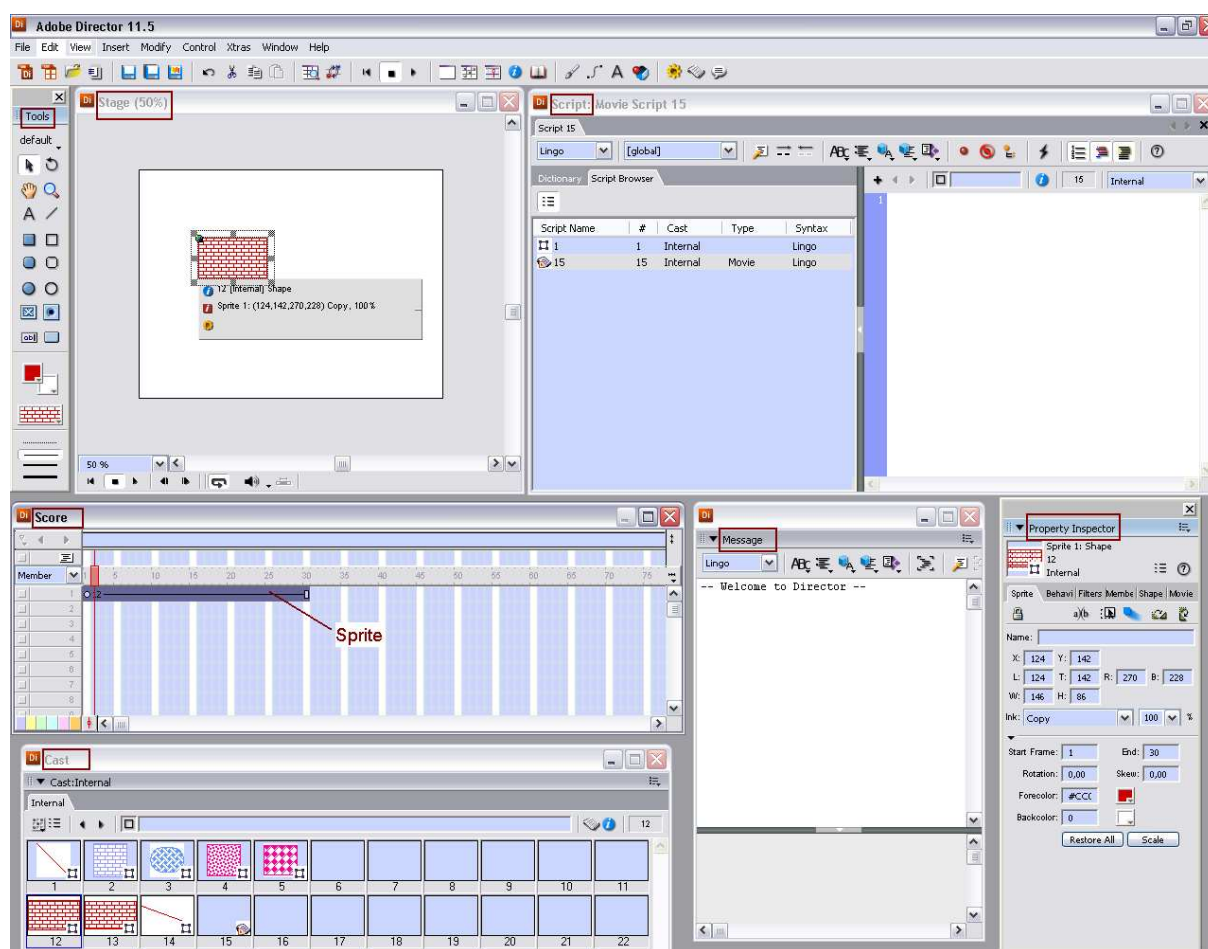 Adobe Director 11.5
File Edit View Insert Modify Control Xtras Window Help
Tools
default
Stage (50%)
12 (Internal) Shape
Sprite 1: (124,142,270,228) Copy, 100%
50 %
Script: Movie Script 15
Script 15
Lingo [global]
Dictionary Script Browser
15 Internal
Script Name # Cast Type Syntax
1 1 Internal Lingo
15 15 Internal Movie Lingo
1
Score
Member 1 5 10 15 20 25 30 35 40 45 50 55 60 65 70 75
1 12
2
3
4
5
6
7
8
Sprite
Cast
Cast:Internal
Internal
12
1 2 3 4 5 6 7 8 9 10 11
12 13 14 15 16 17 18 19 20 21 22
Message
Lingo
-- Welcome to Director --
Property Inspector
Sprite 1: Shape
12
Internal
Sprite Behavi Filters Membe Shape Movie
Name:
X: 124 Y: 142
L: 124 T: 142 R: 270 B: 228
W: 146 H: 86
Ink: Copy 100 %
Start Frame: 1 End: 30
Rotation: 0,00 Skew: 0,00
Forecolor: #CC(
Backcolor: 0
Restore All Scale